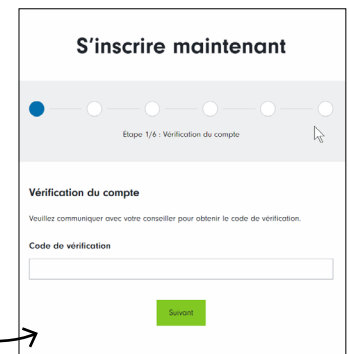 S'inscrire maintenant
Etape 1/6 : Vérification du compte
Vérification du compte
Veuillez communiquer avec votre conseiller pour obtenir le code de vérification.
Code de vérification
Suivant